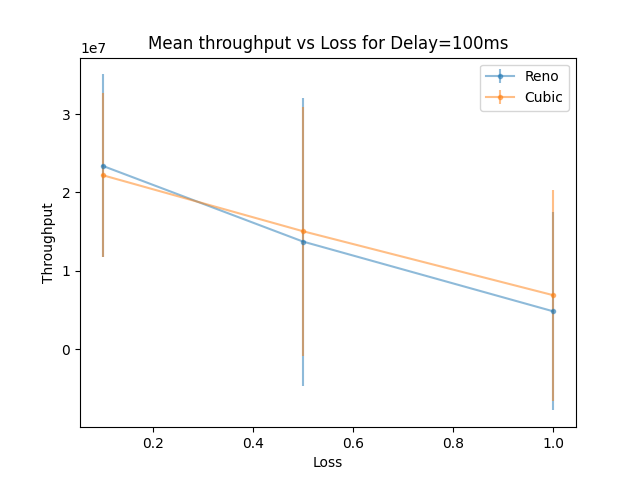 Mean throughput vs Loss for Delay=100ms
1e7
Reno
Cubic
3
2
1
0
Throughput
0.2
0.4
0.6
0.8
1.0
Loss